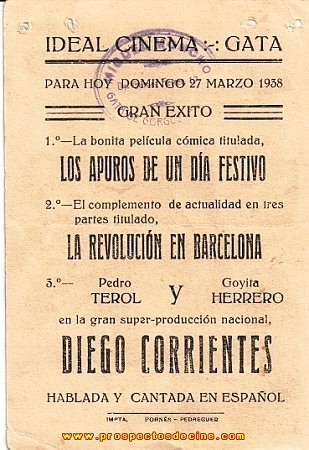 IDEAL CINEMA :-: GATA
PARA HOY DOMINGO 27 MARZO 1938
GRAN EXITO
1.º—La bonita película cómica titulada,
LOS APUROS DE UN DÍA FESTIVO
2.º—El complemento de actualidad en tres
partes titulado,
LA REVOLUCIÓN EN BARCELONA
3.º— Pedro TEROL y Goyita HERRERO
en la gran super-producción nacional,
DIEGO CORRIENTES
HABLADA Y CANTADA EN ESPAÑOL
IMPTA. FORNÉS - PEDREGUER
www.prospectosdecine.com